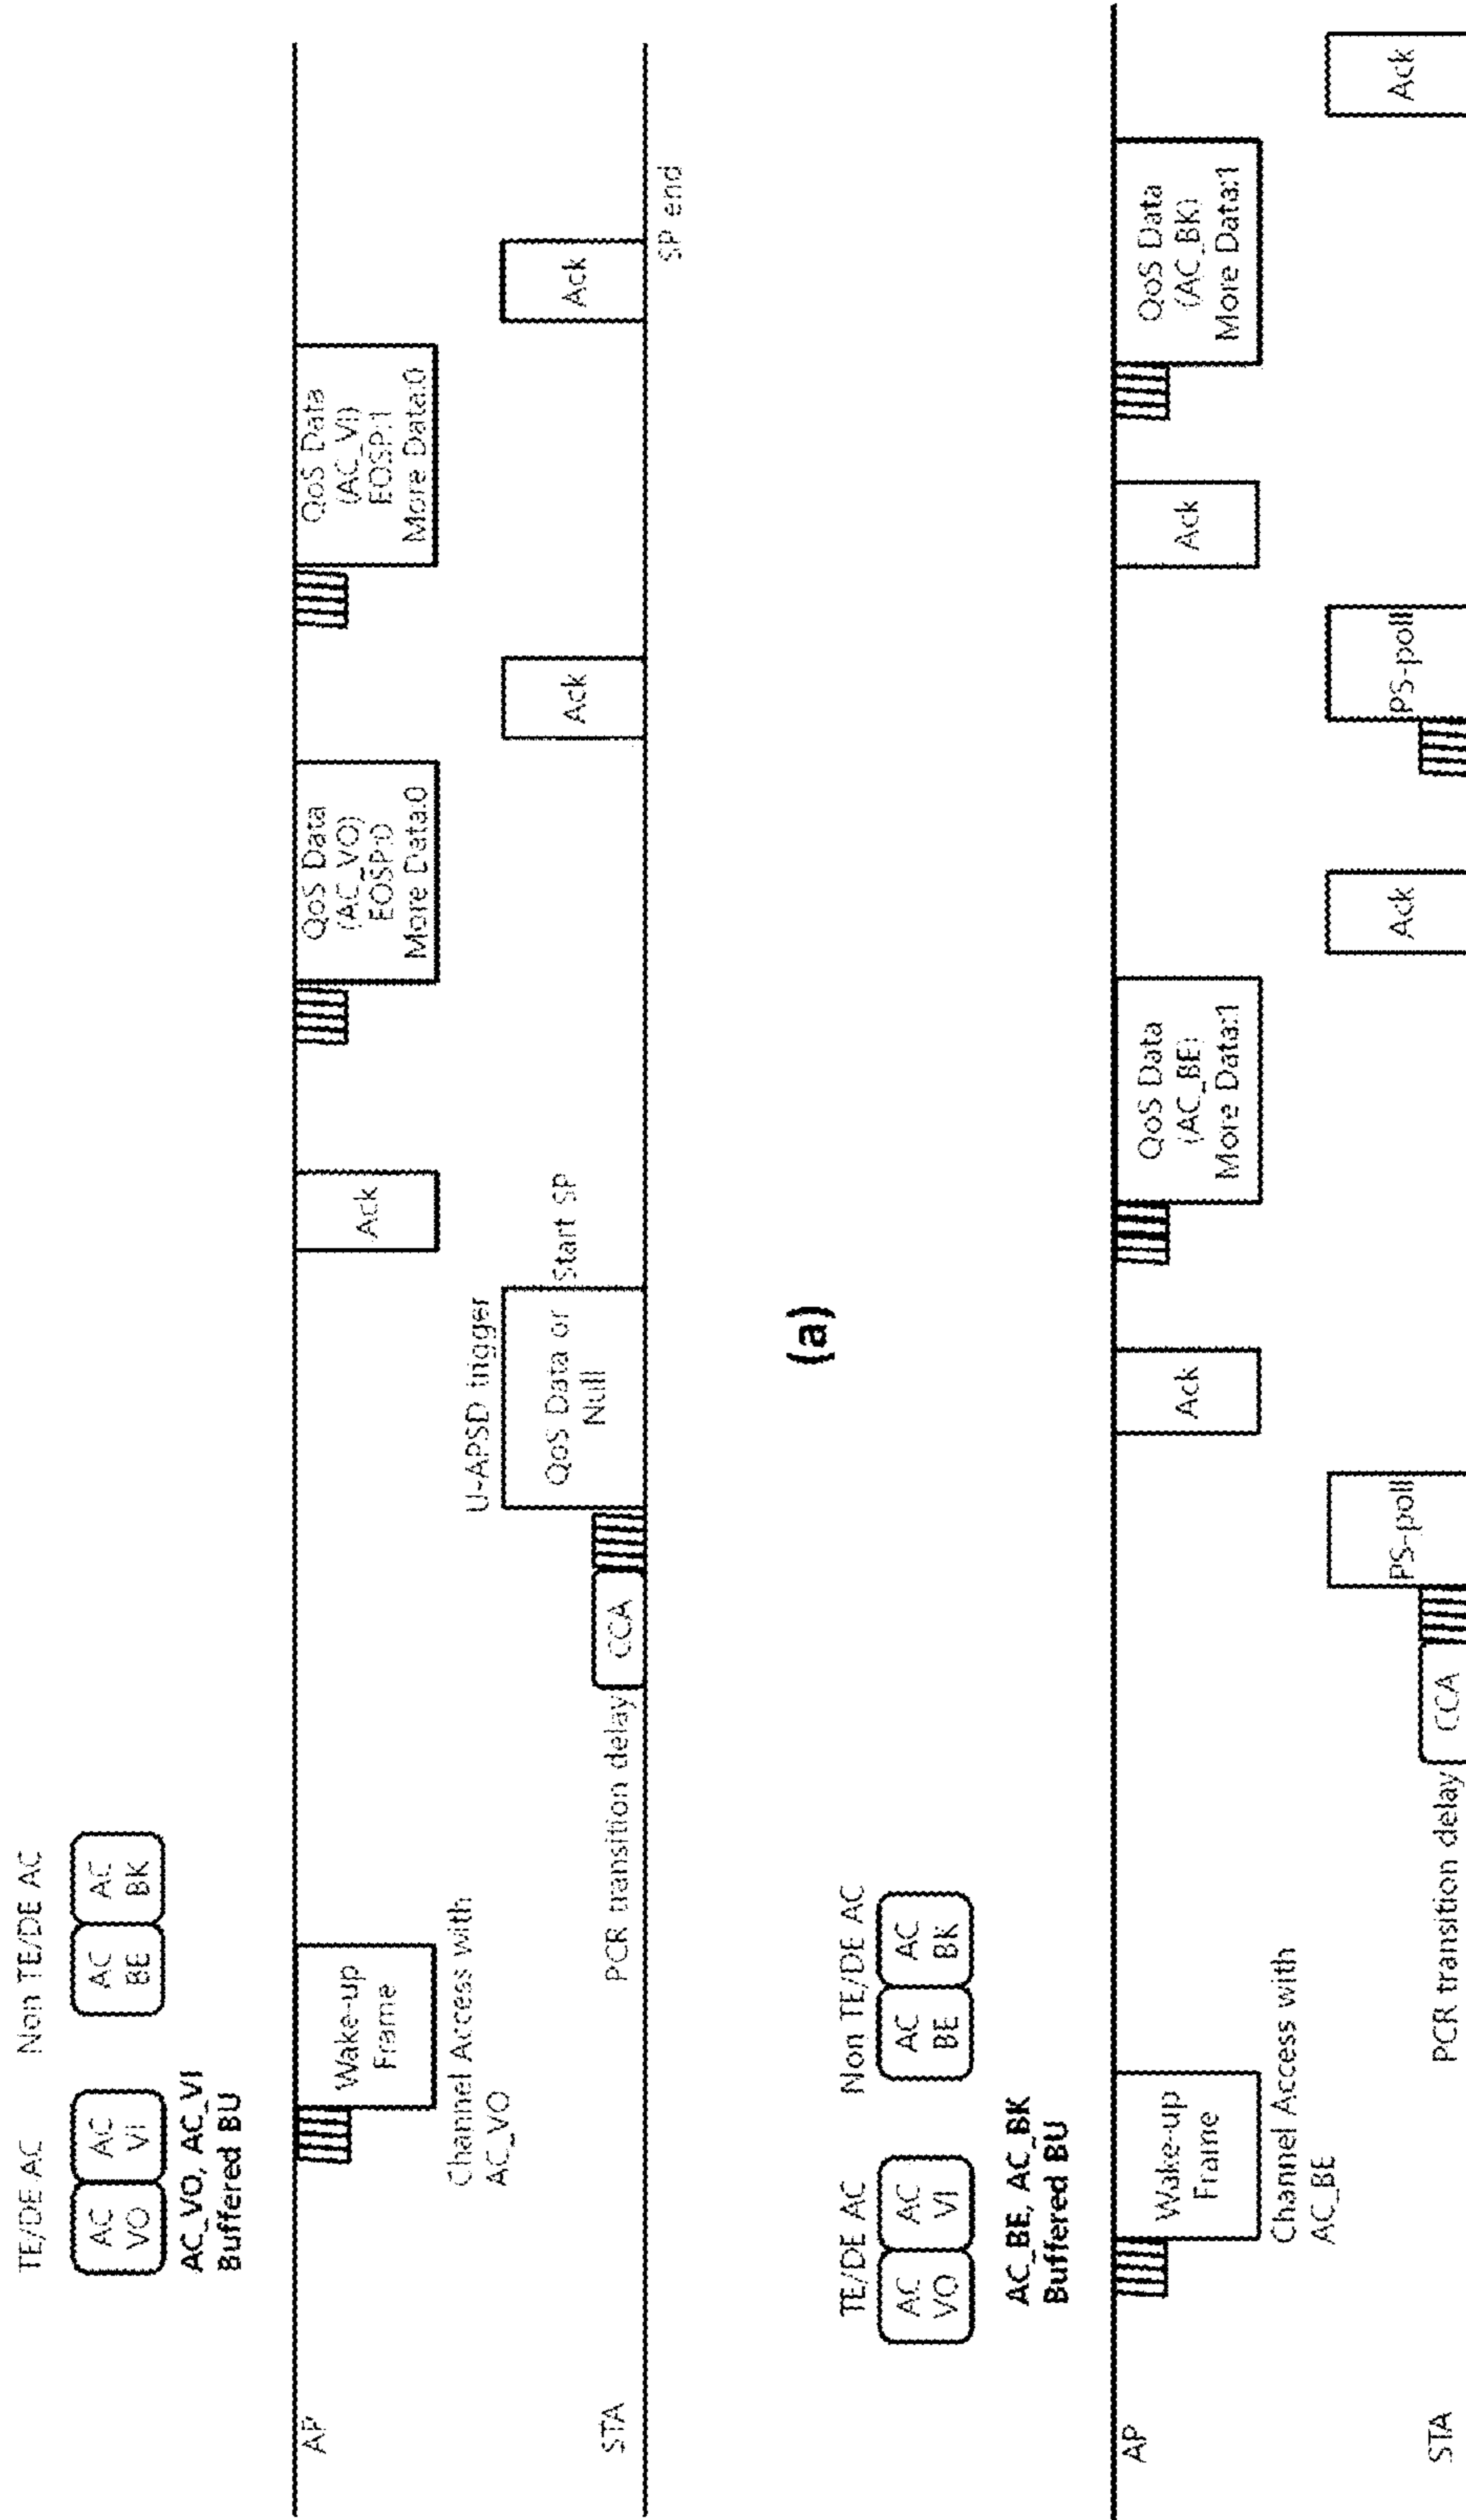 TE/DE AC
Non TE/DE AC
AC
VO
AC
VI
AC
BE
AC
BK
AC_VO, AC_VI
Buffered BU
AP
Wake-up
Frame
Channel Access with
AC_VO
Ack
QoS Data
(AC_VO)
EOSP:0
More Data:0
QoS Data
(AC_VI)
EOSP:1
More Data:0
STA
PCR transition delay
CCA
U-APSD trigger
QoS Data or
Null
Start SP
Ack
Ack
SP end
(a)
TE/DE AC
Non TE/DE AC
AC
VO
AC
VI
AC
BE
AC
BK
AC_BE, AC_BK
Buffered BU
AP
Wake-up
Frame
Channel Access with
AC_BE
Ack
QoS Data
(AC_BE)
More Data:1
Ack
QoS Data
(AC_BK)
More Data:1
STA
PCR transition delay
CCA
PS-poll
Ack
PS-poll
Ack